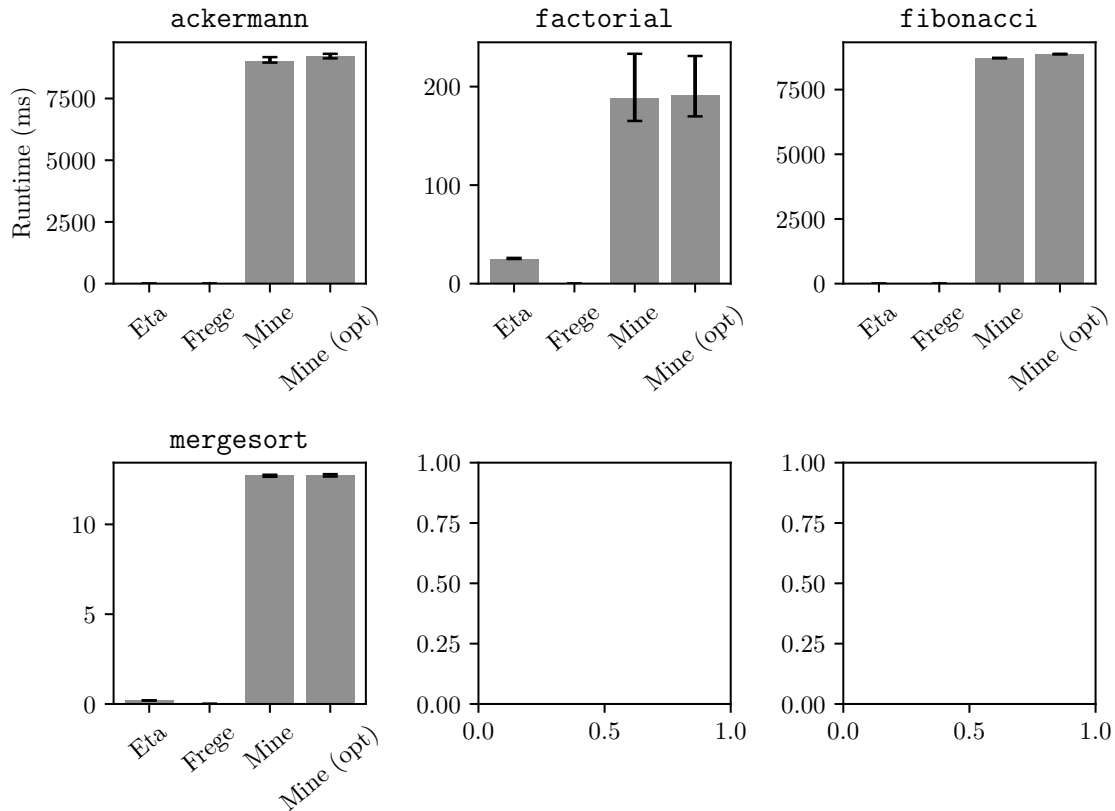 ackermann
factorial
fibonacci
Runtime (ms)
7500
5000
2500
0
Eta
Frege
Mine
Mine (opt)
200
100
0
Eta
Frege
Mine
Mine (opt)
7500
5000
2500
0
Eta
Frege
Mine
Mine (opt)
mergesort
10
5
0
Eta
Frege
Mine
Mine (opt)
1.00
0.75
0.50
0.25
0.00
0.0 0.5 1.0
1.00
0.75
0.50
0.25
0.00
0.0 0.5 1.0